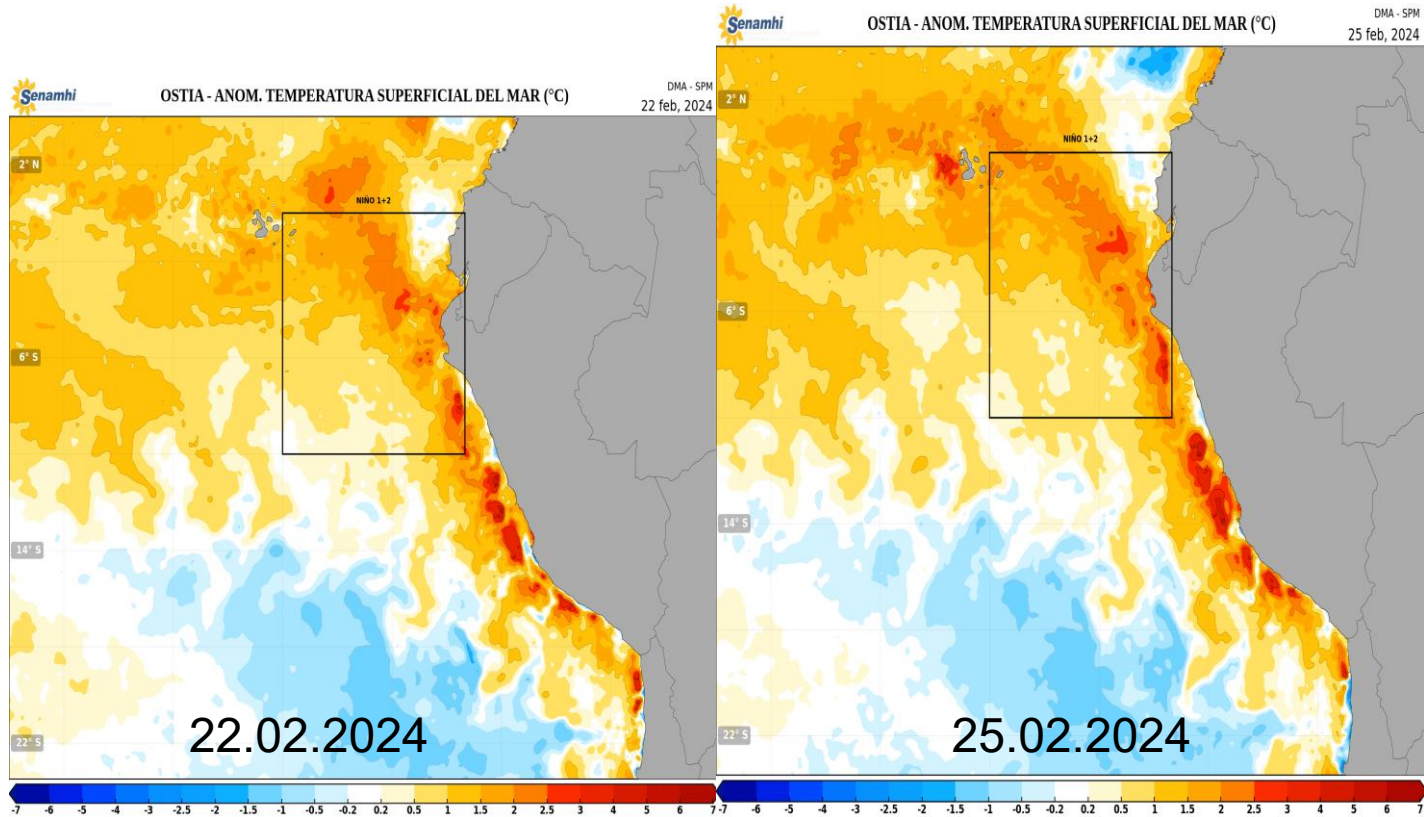 Senamhi
OSTIA - ANOM. TEMPERATURA SUPERFICIAL DEL MAR (°C)
DMA - SPM
22 feb, 2024
2° N
NIÑO 1+2
6° S
14° S
22° S
22.02.2024
-7 -6 -5 -4 -3 -2.5 -2 -1.5 -1 -0.5 -0.2 0.2 0.5 1 1.5 2 2.5 3 4 5 6 7
Senamhi
OSTIA - ANOM. TEMPERATURA SUPERFICIAL DEL MAR (°C)
DMA - SPM
25 feb, 2024
2° N
NIÑO 1+2
6° S
14° S
22° S
25.02.2024
-7 -6 -5 -4 -3 -2.5 -2 -1.5 -1 -0.5 -0.2 0.2 0.5 1 1.5 2 2.5 3 4 5 6 7